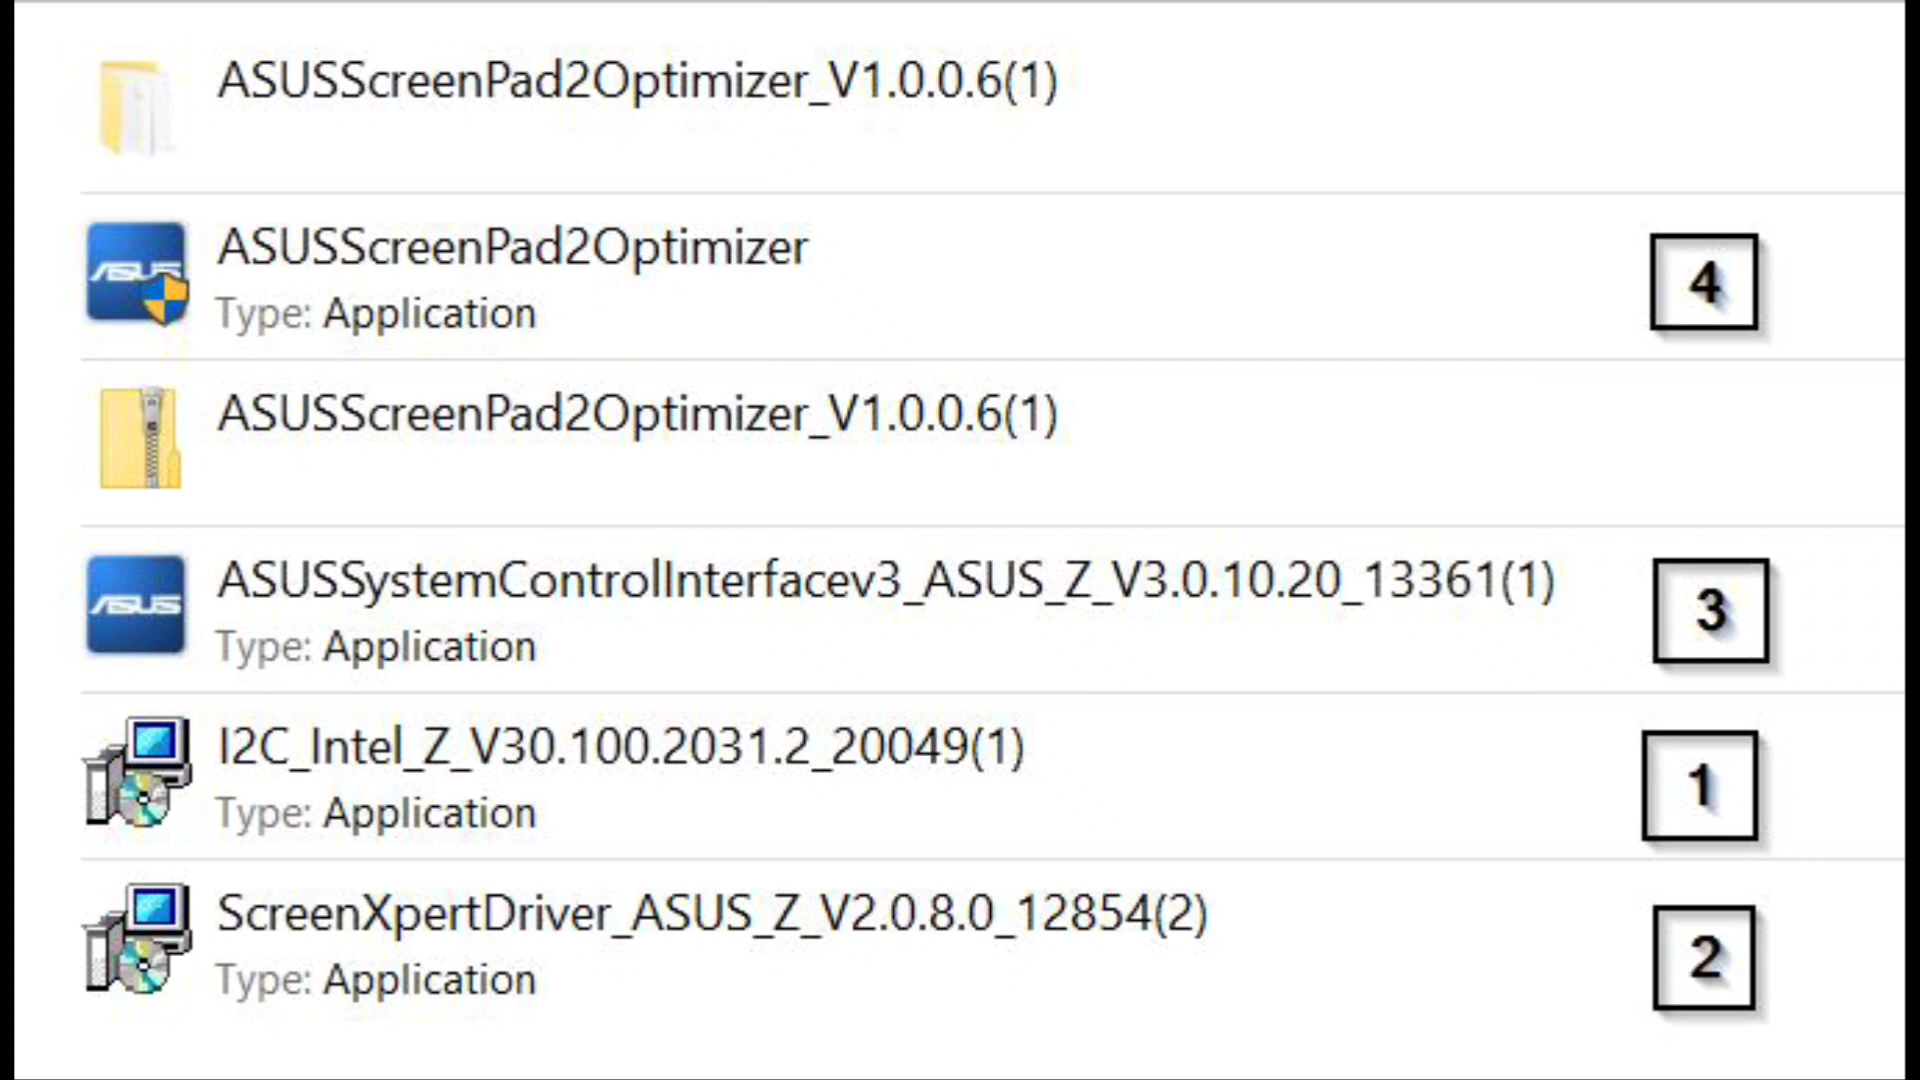 ASUSScreenPad2Optimizer_V1.0.0.6(1)
ASUS
ASUSScreenPad2Optimizer
Type: Application
4
ASUSScreenPad2Optimizer_V1.0.0.6(1)
ASUS
ASUSSystemControlInterfacev3_ASUS_Z_V3.0.10.20_13361(1)
Type: Application
3
I2C_Intel_Z_V30.100.2031.2_20049(1)
Type: Application
1
ScreenXpertDriver_ASUS_Z_V2.0.8.0_12854(2)
Type: Application
2